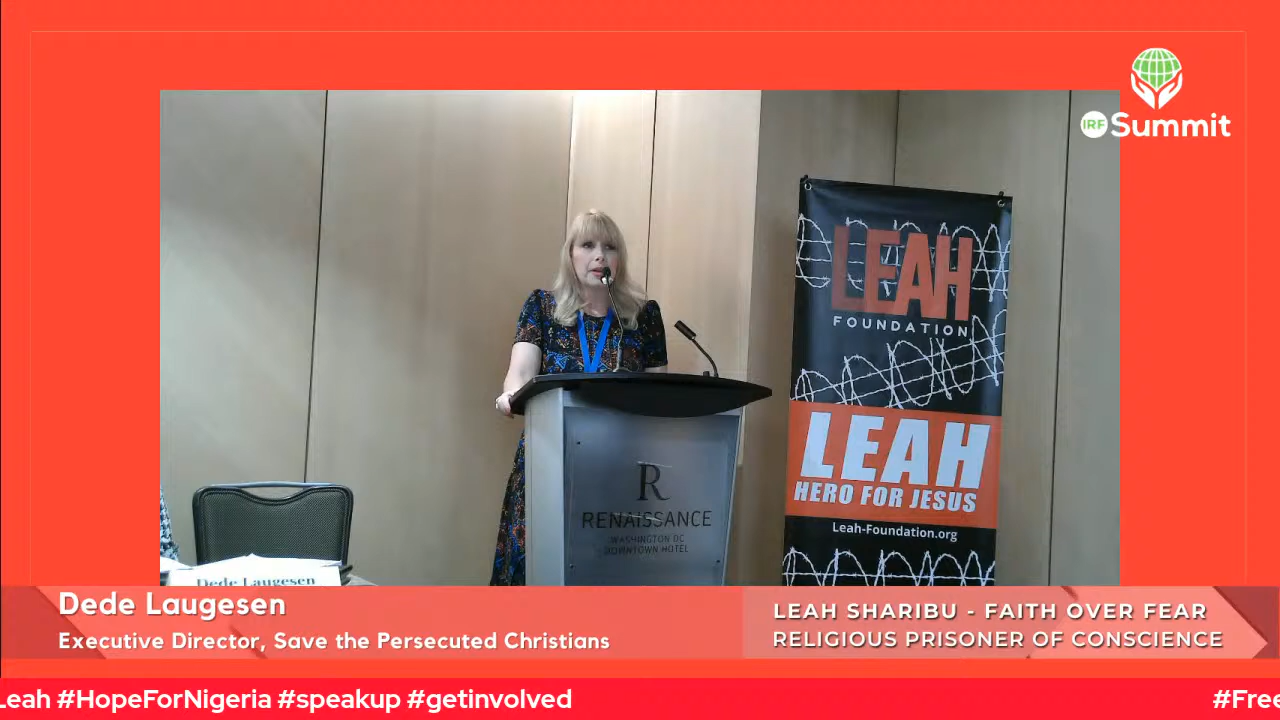 IRF Summit
LEAH
FOUNDATION
LEAH
HERO FOR JESUS
Leah-Foundation.org
R
RENAISSANCE
WASHINGTON DC
DOWNTOWN HOTEL
Dede Laugesen
Dede Laugesen
Executive Director, Save the Persecuted Christians
LEAH SHARIBU - FAITH OVER FEAR
RELIGIOUS PRISONER OF CONSCIENCE
Leah #HopeForNigeria #speakup #getinvolved
#Free